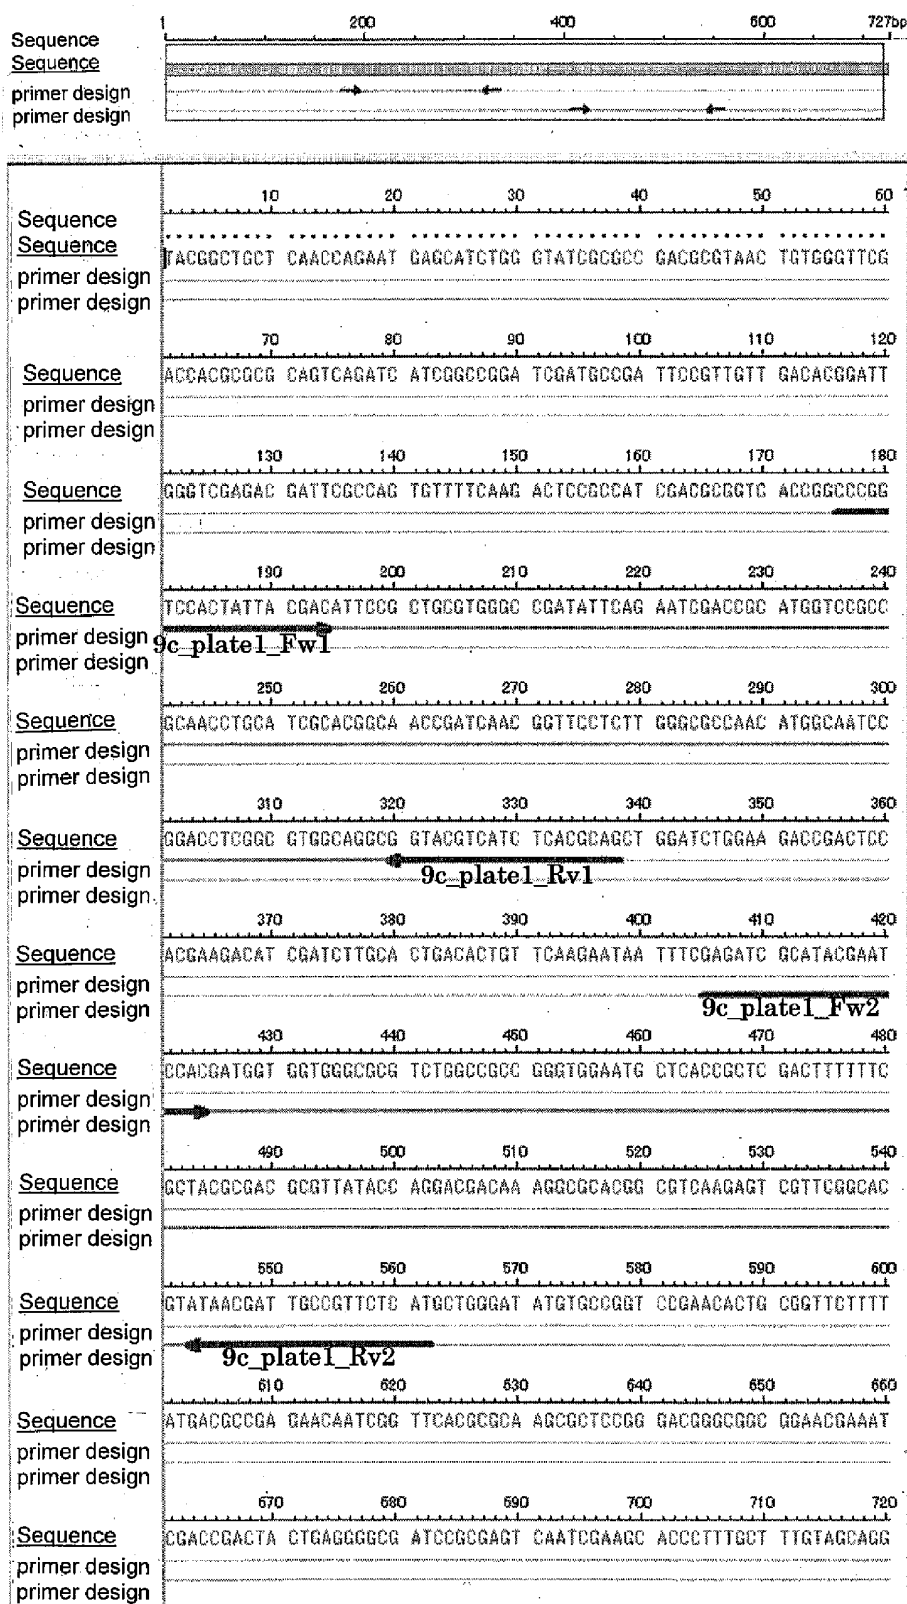 1 200 400 600 727bp
Sequence
Sequence
primer design
primer design
10 20 30 40 50 60
Sequence
Sequence TACGGCTGCT CAACCAGAAT GAGCATCTGG GTATCGCGCC GACGCGTAAC TGTGGGTTCG
primer design
primer design
70 80 90 100 110 120
Sequence ACCACGCGCG CAGTCAGATC ATCGGCCGGA TCGATGCCGA TTCCGTTGTT GACACGGATT
primer design
primer design
130 140 150 160 170 180
Sequence GGGTCGAGAC GATTCGCCAG TGTTTTCAAG ACTCCGCCAT CGACGCGGTC ACCGGCCCGG
primer design
primer design
190 200 210 220 230 240
Sequence TCCACTATTA CGACATTCCG CTGCGTGGGC CGATATTCAG AATCGACCGC ATGGTCCGCC
primer design 9c_plate1_Fw1
primer design
250 260 270 280 290 300
Sequence GCAACCTGCA TCGCACGGCA ACCGATCAAC GGTTCCTCTT GGGCGCCAAC ATGGCAATCC
primer design
primer design
310 320 330 340 350 360
Sequence GGACCTCGGC GTGGCAGGCG GTACGTCATC TCACGCAGCT GGATCTGGAA GACCGACTCC
primer design 9c_plate1_Rv1
primer design
370 380 390 400 410 420
Sequence ACGAAGACAT CGATCTTGCA CTGACACTGT TCAAGAATAA TTTCGAGATC GCATACGAAT
primer design
primer design 9c_plate1_Fw2
430 440 450 460 470 480
Sequence CCACGATGGT GGTGGGCGCG TCTGGCCGCC GGGTGGAATG CTCACCGCTC GACTTTTTTC
primer design
primer design
490 500 510 520 530 540
Sequence GCTACGCGAC GCGTTATACC AGGACGACAA AGGCGCACGG CGTCAAGAGT CGTTCGGCAC
primer design
primer design
550 560 570 580 590 600
Sequence GTATAACGAT TGCCGTTCTC ATGCTGGGAT ATGTGCCGGT CCGAACACTG CGGTTCTTTT
primer design
primer design 9c_plate1_Rv2
610 620 630 640 650 660
Sequence ATGACGCCGA GAACAATCGG TTCACGCGCA AGCGCTCCGG GACGGGCGGC GGAACGAAAT
primer design
primer design
670 680 690 700 710 720
Sequence CGACCGACTA CTGAGGGGCG ATCCGCGAGT CAATCGAAGC ACCCTTTGCT TTGTAGCAGG
primer design
primer design